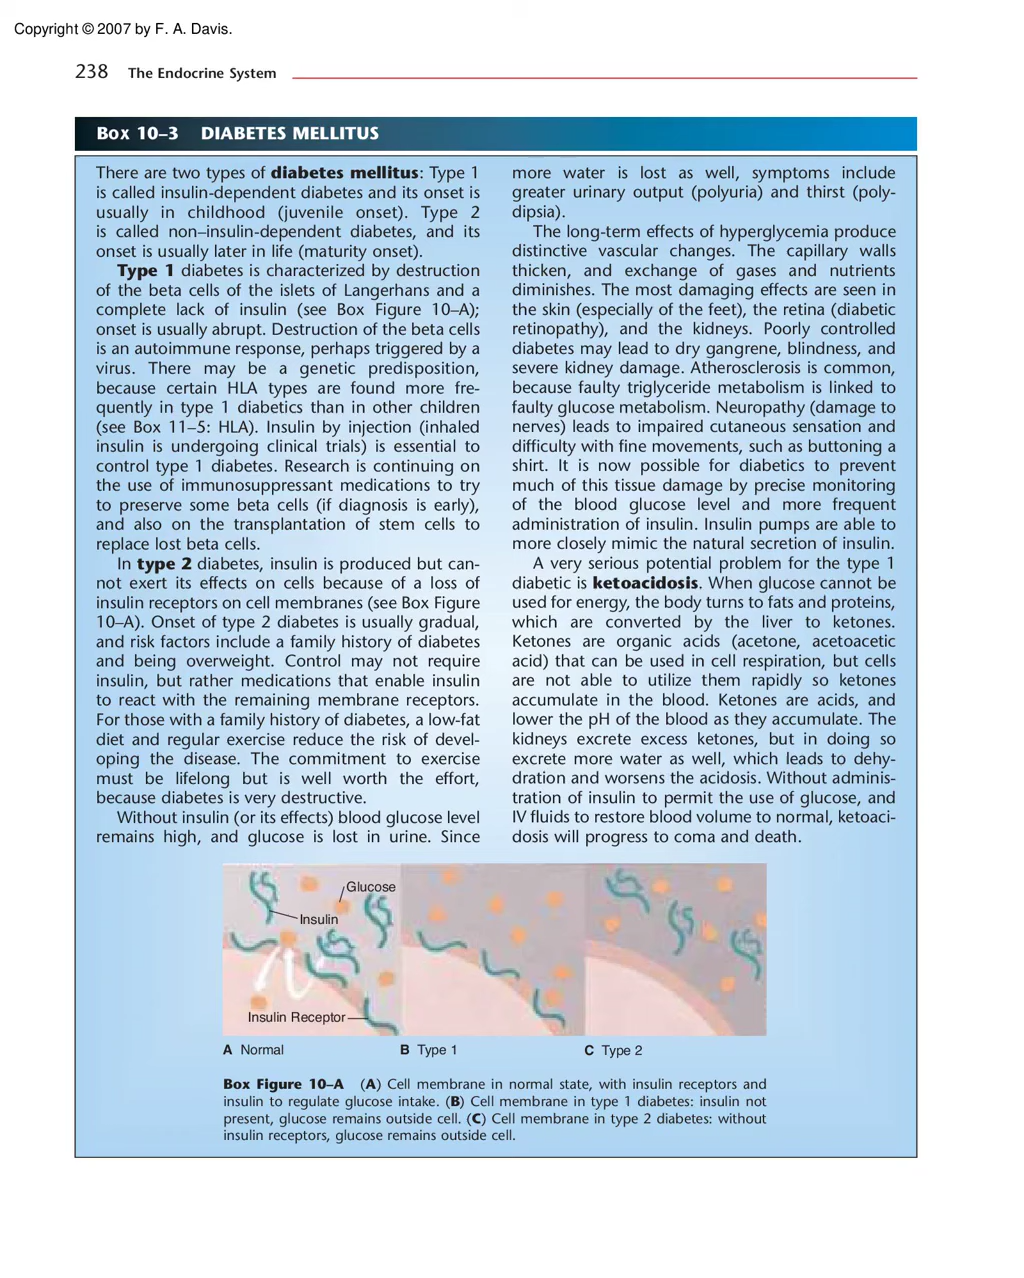 Copyright © 2007 by F. A. Davis.
238 The Endocrine System
Box 10–3 DIABETES MELLITUS
There are two types of diabetes mellitus: Type 1
is called insulin-dependent diabetes and its onset is
usually in childhood (juvenile onset). Type 2
is called non–insulin-dependent diabetes, and its
onset is usually later in life (maturity onset).
Type 1 diabetes is characterized by destruction
of the beta cells of the islets of Langerhans and a
complete lack of insulin (see Box Figure 10–A);
onset is usually abrupt. Destruction of the beta cells
is an autoimmune response, perhaps triggered by a
virus. There may be a genetic predisposition,
because certain HLA types are found more fre-
quently in type 1 diabetics than in other children
(see Box 11–5: HLA). Insulin by injection (inhaled
insulin is undergoing clinical trials) is essential to
control type 1 diabetes. Research is continuing on
the use of immunosuppressant medications to try
to preserve some beta cells (if diagnosis is early),
and also on the transplantation of stem cells to
replace lost beta cells.
In type 2 diabetes, insulin is produced but can-
not exert its effects on cells because of a loss of
insulin receptors on cell membranes (see Box Figure
10–A). Onset of type 2 diabetes is usually gradual,
and risk factors include a family history of diabetes
and being overweight. Control may not require
insulin, but rather medications that enable insulin
to react with the remaining membrane receptors.
For those with a family history of diabetes, a low-fat
diet and regular exercise reduce the risk of devel-
oping the disease. The commitment to exercise
must be lifelong but is well worth the effort,
because diabetes is very destructive.
Without insulin (or its effects) blood glucose level
remains high, and glucose is lost in urine. Since
more water is lost as well, symptoms include
greater urinary output (polyuria) and thirst (poly-
dipsia).
The long-term effects of hyperglycemia produce
distinctive vascular changes. The capillary walls
thicken, and exchange of gases and nutrients
diminishes. The most damaging effects are seen in
the skin (especially of the feet), the retina (diabetic
retinopathy), and the kidneys. Poorly controlled
diabetes may lead to dry gangrene, blindness, and
severe kidney damage. Atherosclerosis is common,
because faulty triglyceride metabolism is linked to
faulty glucose metabolism. Neuropathy (damage to
nerves) leads to impaired cutaneous sensation and
difficulty with fine movements, such as buttoning a
shirt. It is now possible for diabetics to prevent
much of this tissue damage by precise monitoring
of the blood glucose level and more frequent
administration of insulin. Insulin pumps are able to
more closely mimic the natural secretion of insulin.
A very serious potential problem for the type 1
diabetic is ketoacidosis. When glucose cannot be
used for energy, the body turns to fats and proteins,
which are converted by the liver to ketones.
Ketones are organic acids (acetone, acetoacetic
acid) that can be used in cell respiration, but cells
are not able to utilize them rapidly so ketones
accumulate in the blood. Ketones are acids, and
lower the pH of the blood as they accumulate. The
kidneys excrete excess ketones, but in doing so
excrete more water as well, which leads to dehy-
dration and worsens the acidosis. Without adminis-
tration of insulin to permit the use of glucose, and
IV fluids to restore blood volume to normal, ketoaci-
dosis will progress to coma and death.
Glucose
Insulin
Insulin Receptor
A Normal
B Type 1
C Type 2
Box Figure 10–A (A) Cell membrane in normal state, with insulin receptors and
insulin to regulate glucose intake. (B) Cell membrane in type 1 diabetes: insulin not
present, glucose remains outside cell. (C) Cell membrane in type 2 diabetes: without
insulin receptors, glucose remains outside cell.